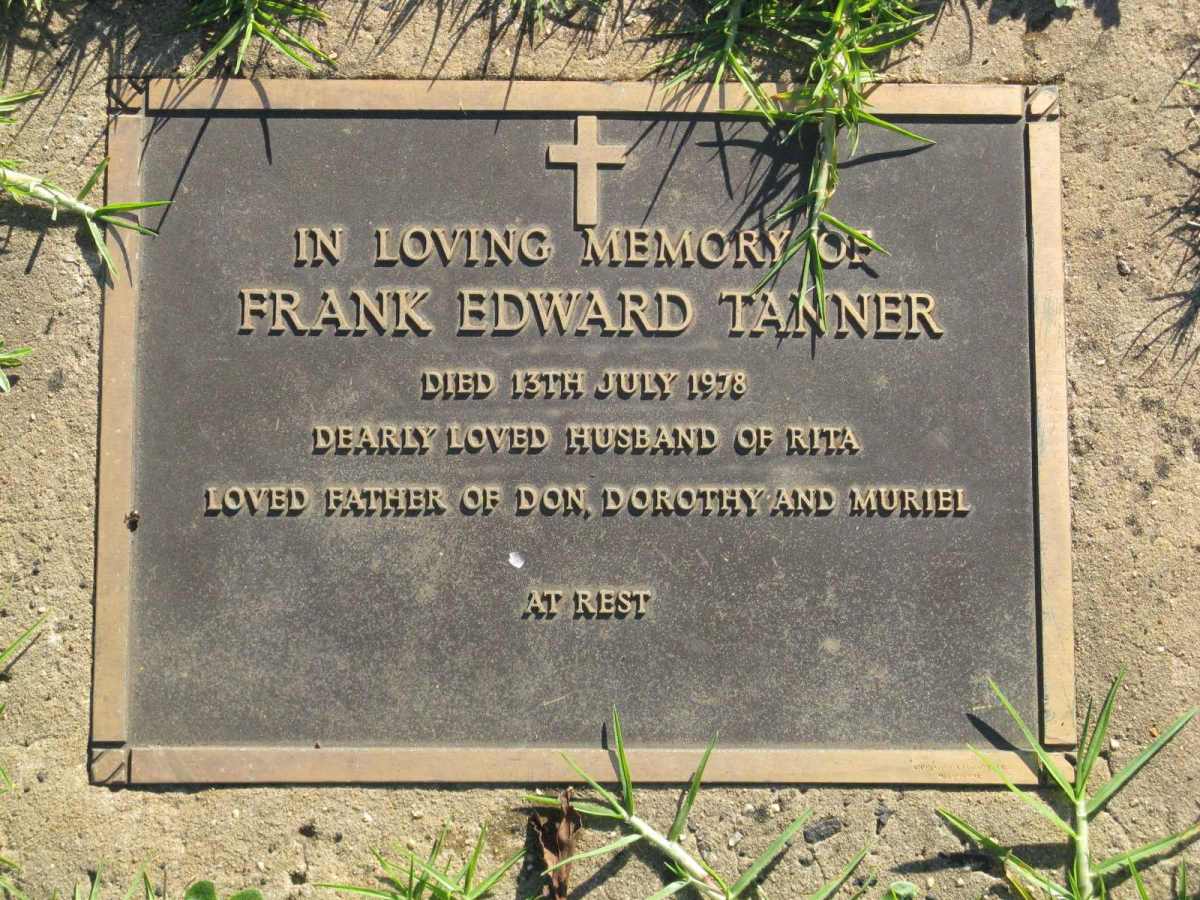 IN LOVING MEMORY OF
FRANK EDWARD TANNER
DIED 13TH JULY 1978
DEARLY LOVED HUSBAND OF RITA
LOVED FATHER OF DON, DOROTHY AND MURIEL
AT REST